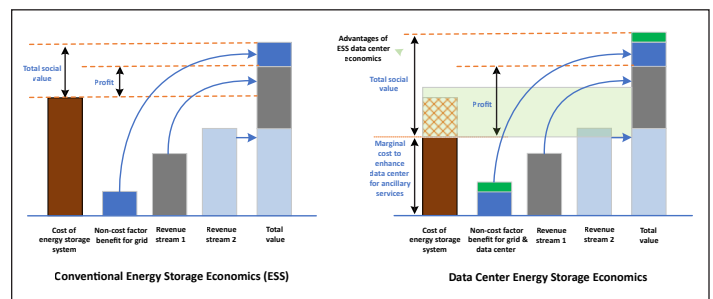 Total social
value
Profit
Cost of
energy storage
system
Non-cost factor
benefit for grid
Revenue
stream 1
Revenue
stream 2
Total
value
Conventional Energy Storage Economics (ESS)
Advantages of
ESS data center
economics
Total social
value
Profit
Marginal
cost to
enhance
data center
for ancillary
services
Cost of
energy storage
system
Non-cost factor
benefit for grid &
data center
Revenue
stream 1
Revenue
stream 2
Total
value
Data Center Energy Storage Economics